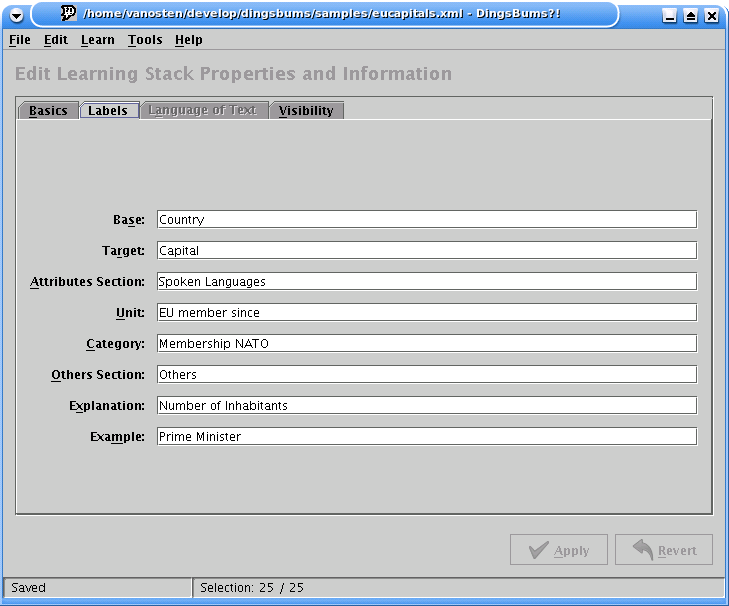 /home/vanosten/develop/dingsbums/samples/eucapitals.xml - DingsBums?!
File Edit Learn Tools Help
Edit Learning Stack Properties and Information
Basics Labels Language of Text Visibility
Base: Country
Target: Capital
Attributes Section: Spoken Languages
Unit: EU member since
Category: Membership NATO
Others Section: Others
Explanation: Number of Inhabitants
Example: Prime Minister
Apply Revert
Saved Selection: 25 / 25